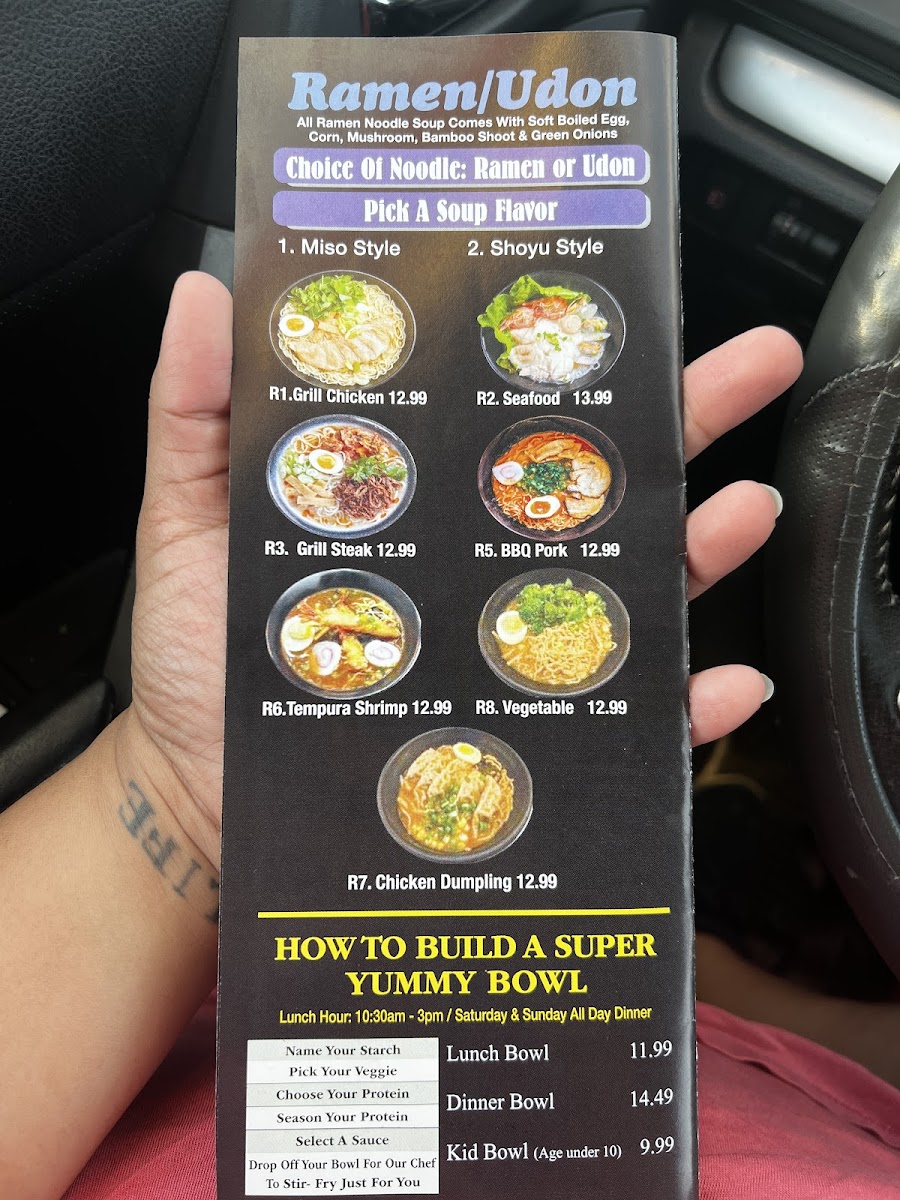 Ramen/Udon
All Ramen Noodle Soup Comes With Soft Boiled Egg,
Corn, Mushroom, Bamboo Shoot & Green Onions
Choice Of Noodle: Ramen or Udon
Pick A Soup Flavor
1. Miso Style 2. Shoyu Style
R1.Grill Chicken 12.99 R2. Seafood 13.99
R3. Grill Steak 12.99 R5. BBQ Pork 12.99
R6.Tempura Shrimp 12.99 R8. Vegetable 12.99
R7. Chicken Dumpling 12.99
HOW TO BUILD A SUPER
YUMMY BOWL
Lunch Hour: 10:30am - 3pm / Saturday & Sunday All Day Dinner
Name Your Starch
Pick Your Veggie
Choose Your Protein
Season Your Protein
Select A Sauce
Drop Off Your Bowl For Our Chef
To Stir- Fry Just For You
Lunch Bowl 11.99
Dinner Bowl 14.49
Kid Bowl (Age under 10) 9.99